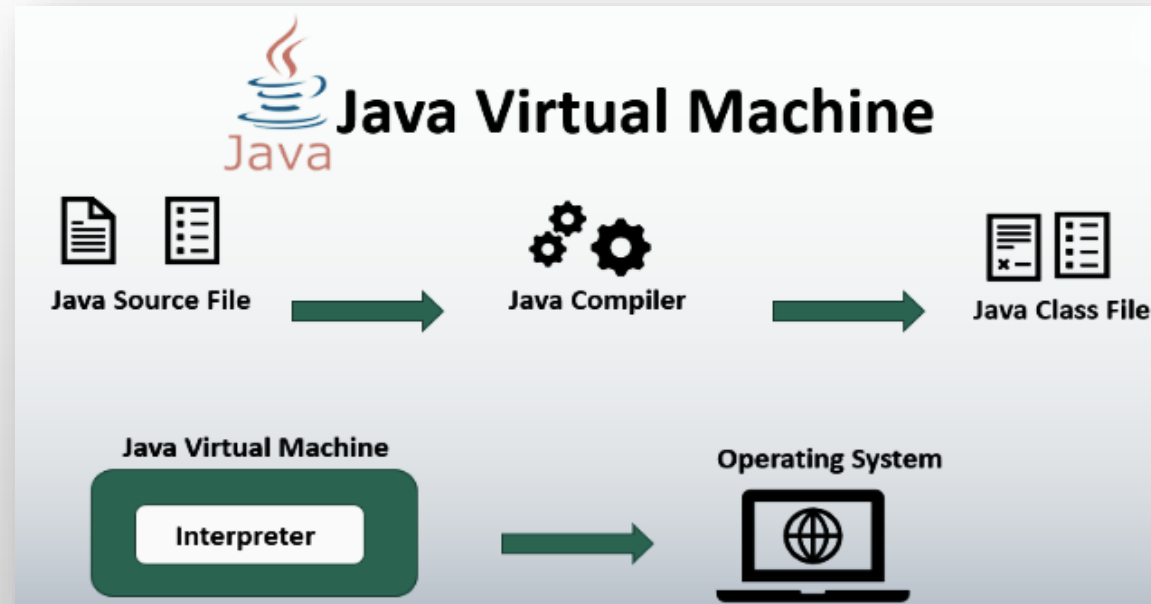 Java
Java Virtual Machine
Java Source File
Java Compiler
Java Class File
Java Virtual Machine
Interpreter
Operating System